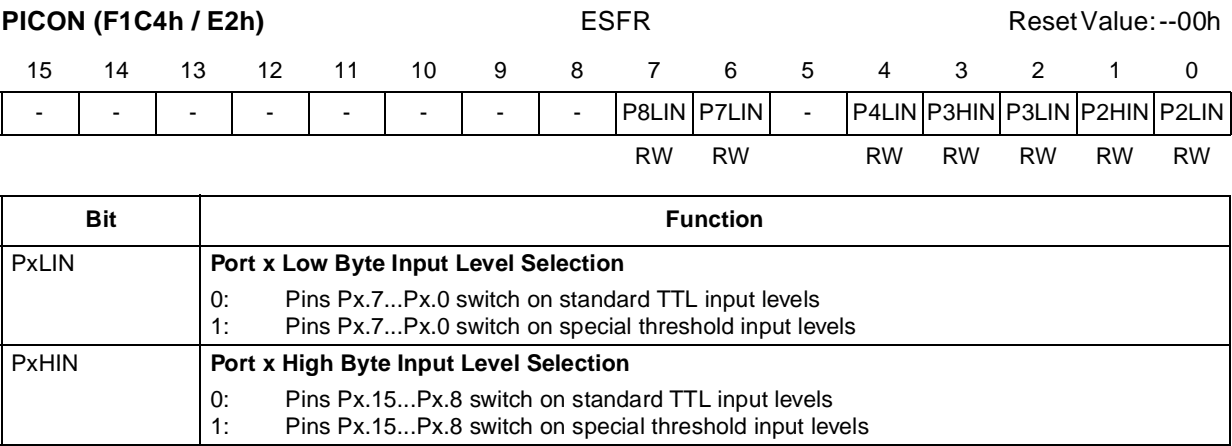 PICON (F1C4h / E2h) ESFR Reset Value: --00h
15 14 13 12 11 10 9 8 7 6 5 4 3 2 1 0
- - - - - - - - P8LIN P7LIN - P4LIN P3HIN P3LIN P2HIN P2LIN
RW RW RW RW RW RW RW
Bit Function
PxLIN Port x Low Byte Input Level Selection
0: Pins Px.7...Px.0 switch on standard TTL input levels
1: Pins Px.7...Px.0 switch on special threshold input levels
PxHIN Port x High Byte Input Level Selection
0: Pins Px.15...Px.8 switch on standard TTL input levels
1: Pins Px.15...Px.8 switch on special threshold input levels